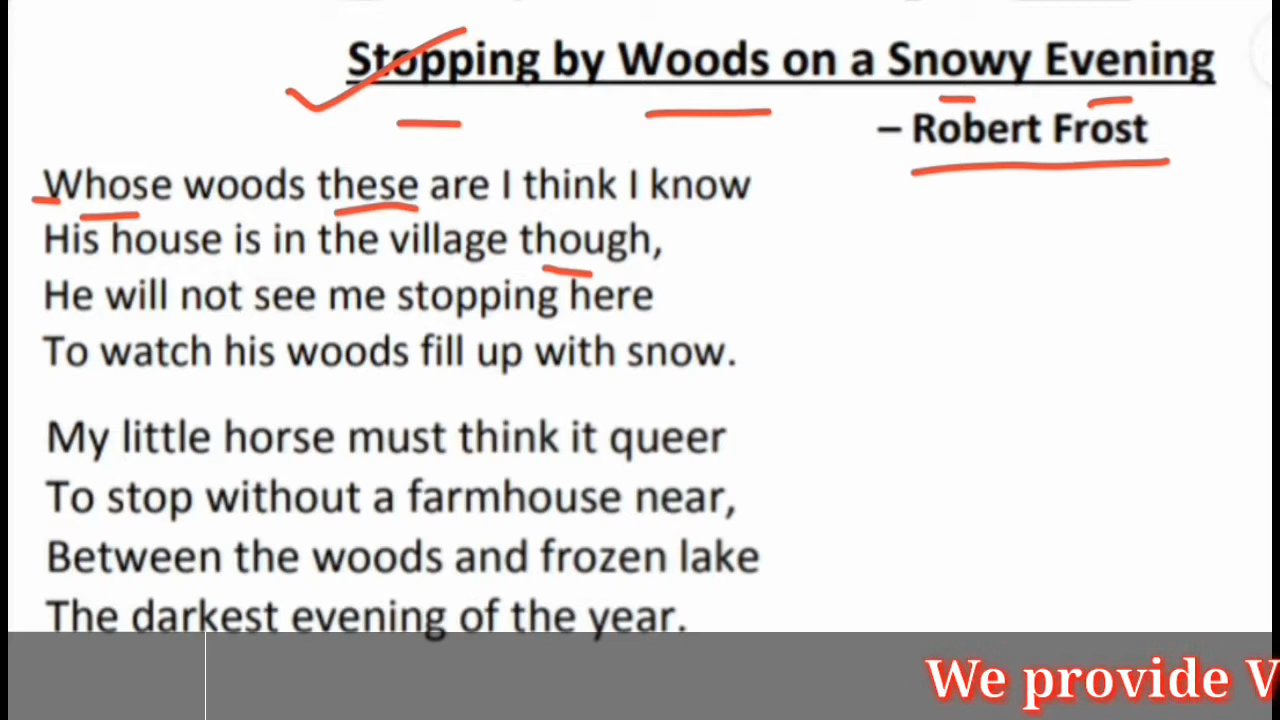 Stopping by Woods on a Snowy Evening
– Robert Frost
Whose woods these are I think I know
His house is in the village though,
He will not see me stopping here
To watch his woods fill up with snow.
My little horse must think it queer
To stop without a farmhouse near,
Between the woods and frozen lake
The darkest evening of the year.
We provide V